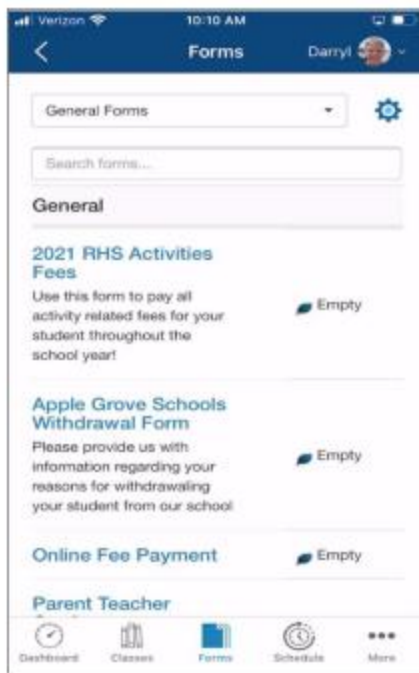 Verizon
10:10 AM
Forms
Darryl
General Forms
Search forms...
General
2021 RHS Activities
Fees
Use this form to pay all
activity related fees for your
student throughout the
school year!
Empty
Apple Grove Schools
Withdrawal Form
Please provide us with
information regarding your
reasons for withdrawaling
your student from our school
Empty
Online Fee Payment
Empty
Parent Teacher
Dashboard
Classes
Forms
Schedule
More